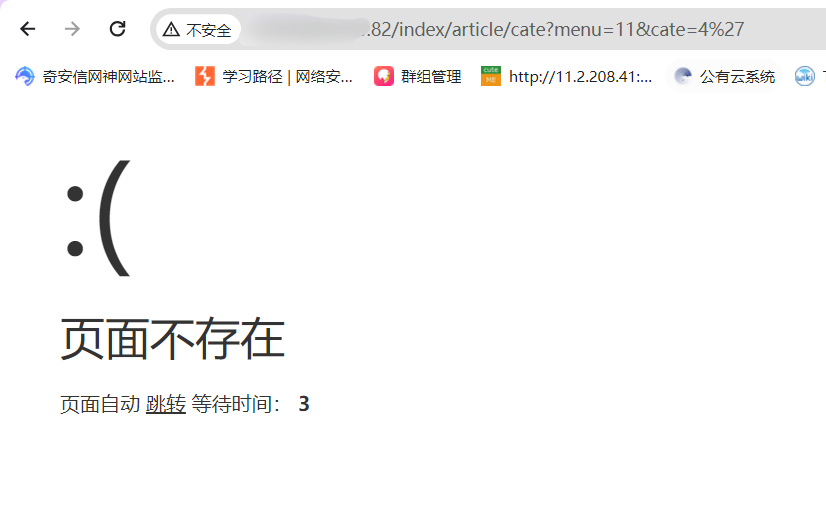 不安全 .82/index/article/cate?menu=11&cate=4%27
奇安信网神网站监... 学习路径 | 网络安... 群组管理 cute ME http://11.2.208.41:... 公有云系统 wiki
:(
页面不存在
页面自动 跳转 等待时间： 3